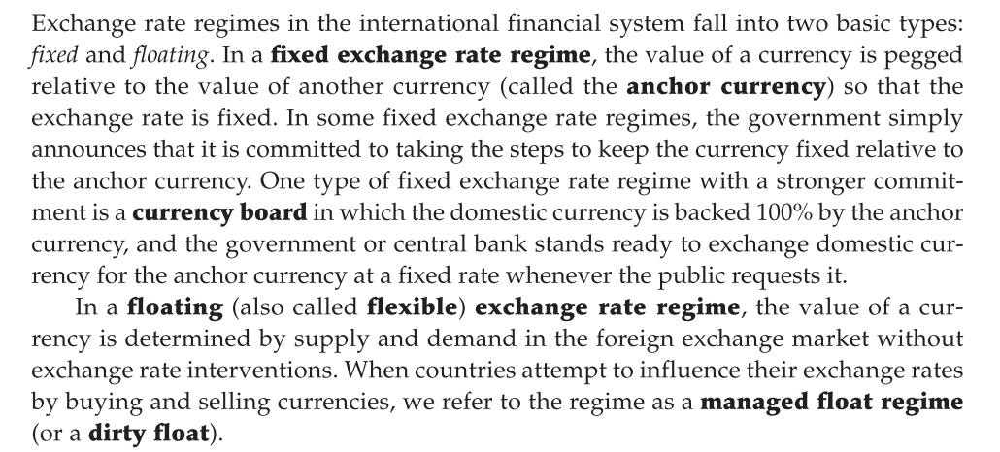 Exchange rate regimes in the international financial system fall into two basic types:
fixed and floating. In a fixed exchange rate regime, the value of a currency is pegged
relative to the value of another currency (called the anchor currency) so that the
exchange rate is fixed. In some fixed exchange rate regimes, the government simply
announces that it is committed to taking the steps to keep the currency fixed relative to
the anchor currency. One type of fixed exchange rate regime with a stronger commit-
ment is a currency board in which the domestic currency is backed 100% by the anchor
currency, and the government or central bank stands ready to exchange domestic cur-
rency for the anchor currency at a fixed rate whenever the public requests it.
In a floating (also called flexible) exchange rate regime, the value of a cur-
rency is determined by supply and demand in the foreign exchange market without
exchange rate interventions. When countries attempt to influence their exchange rates
by buying and selling currencies, we refer to the regime as a managed float regime
(or a dirty float).